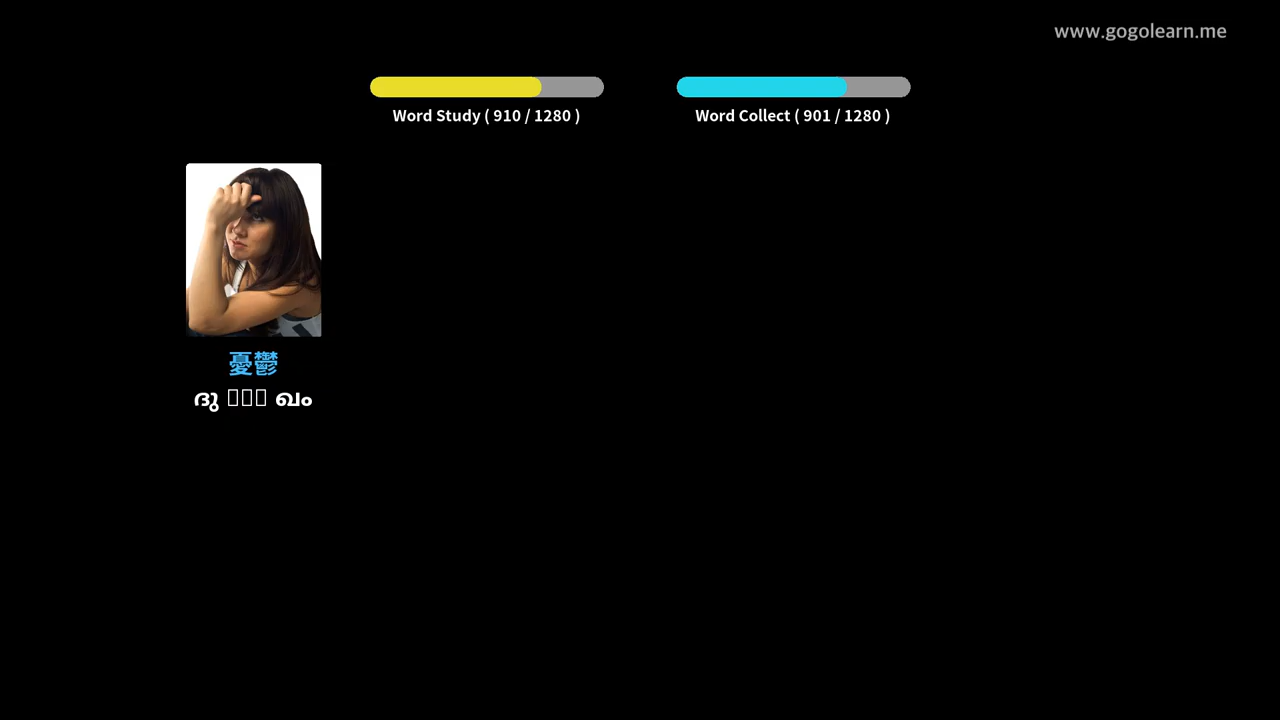 www.gogolearn.me
Word Study ( 910 / 1280 )
Word Collect ( 901 / 1280 )
憂鬱
ദു □□□ ഖം